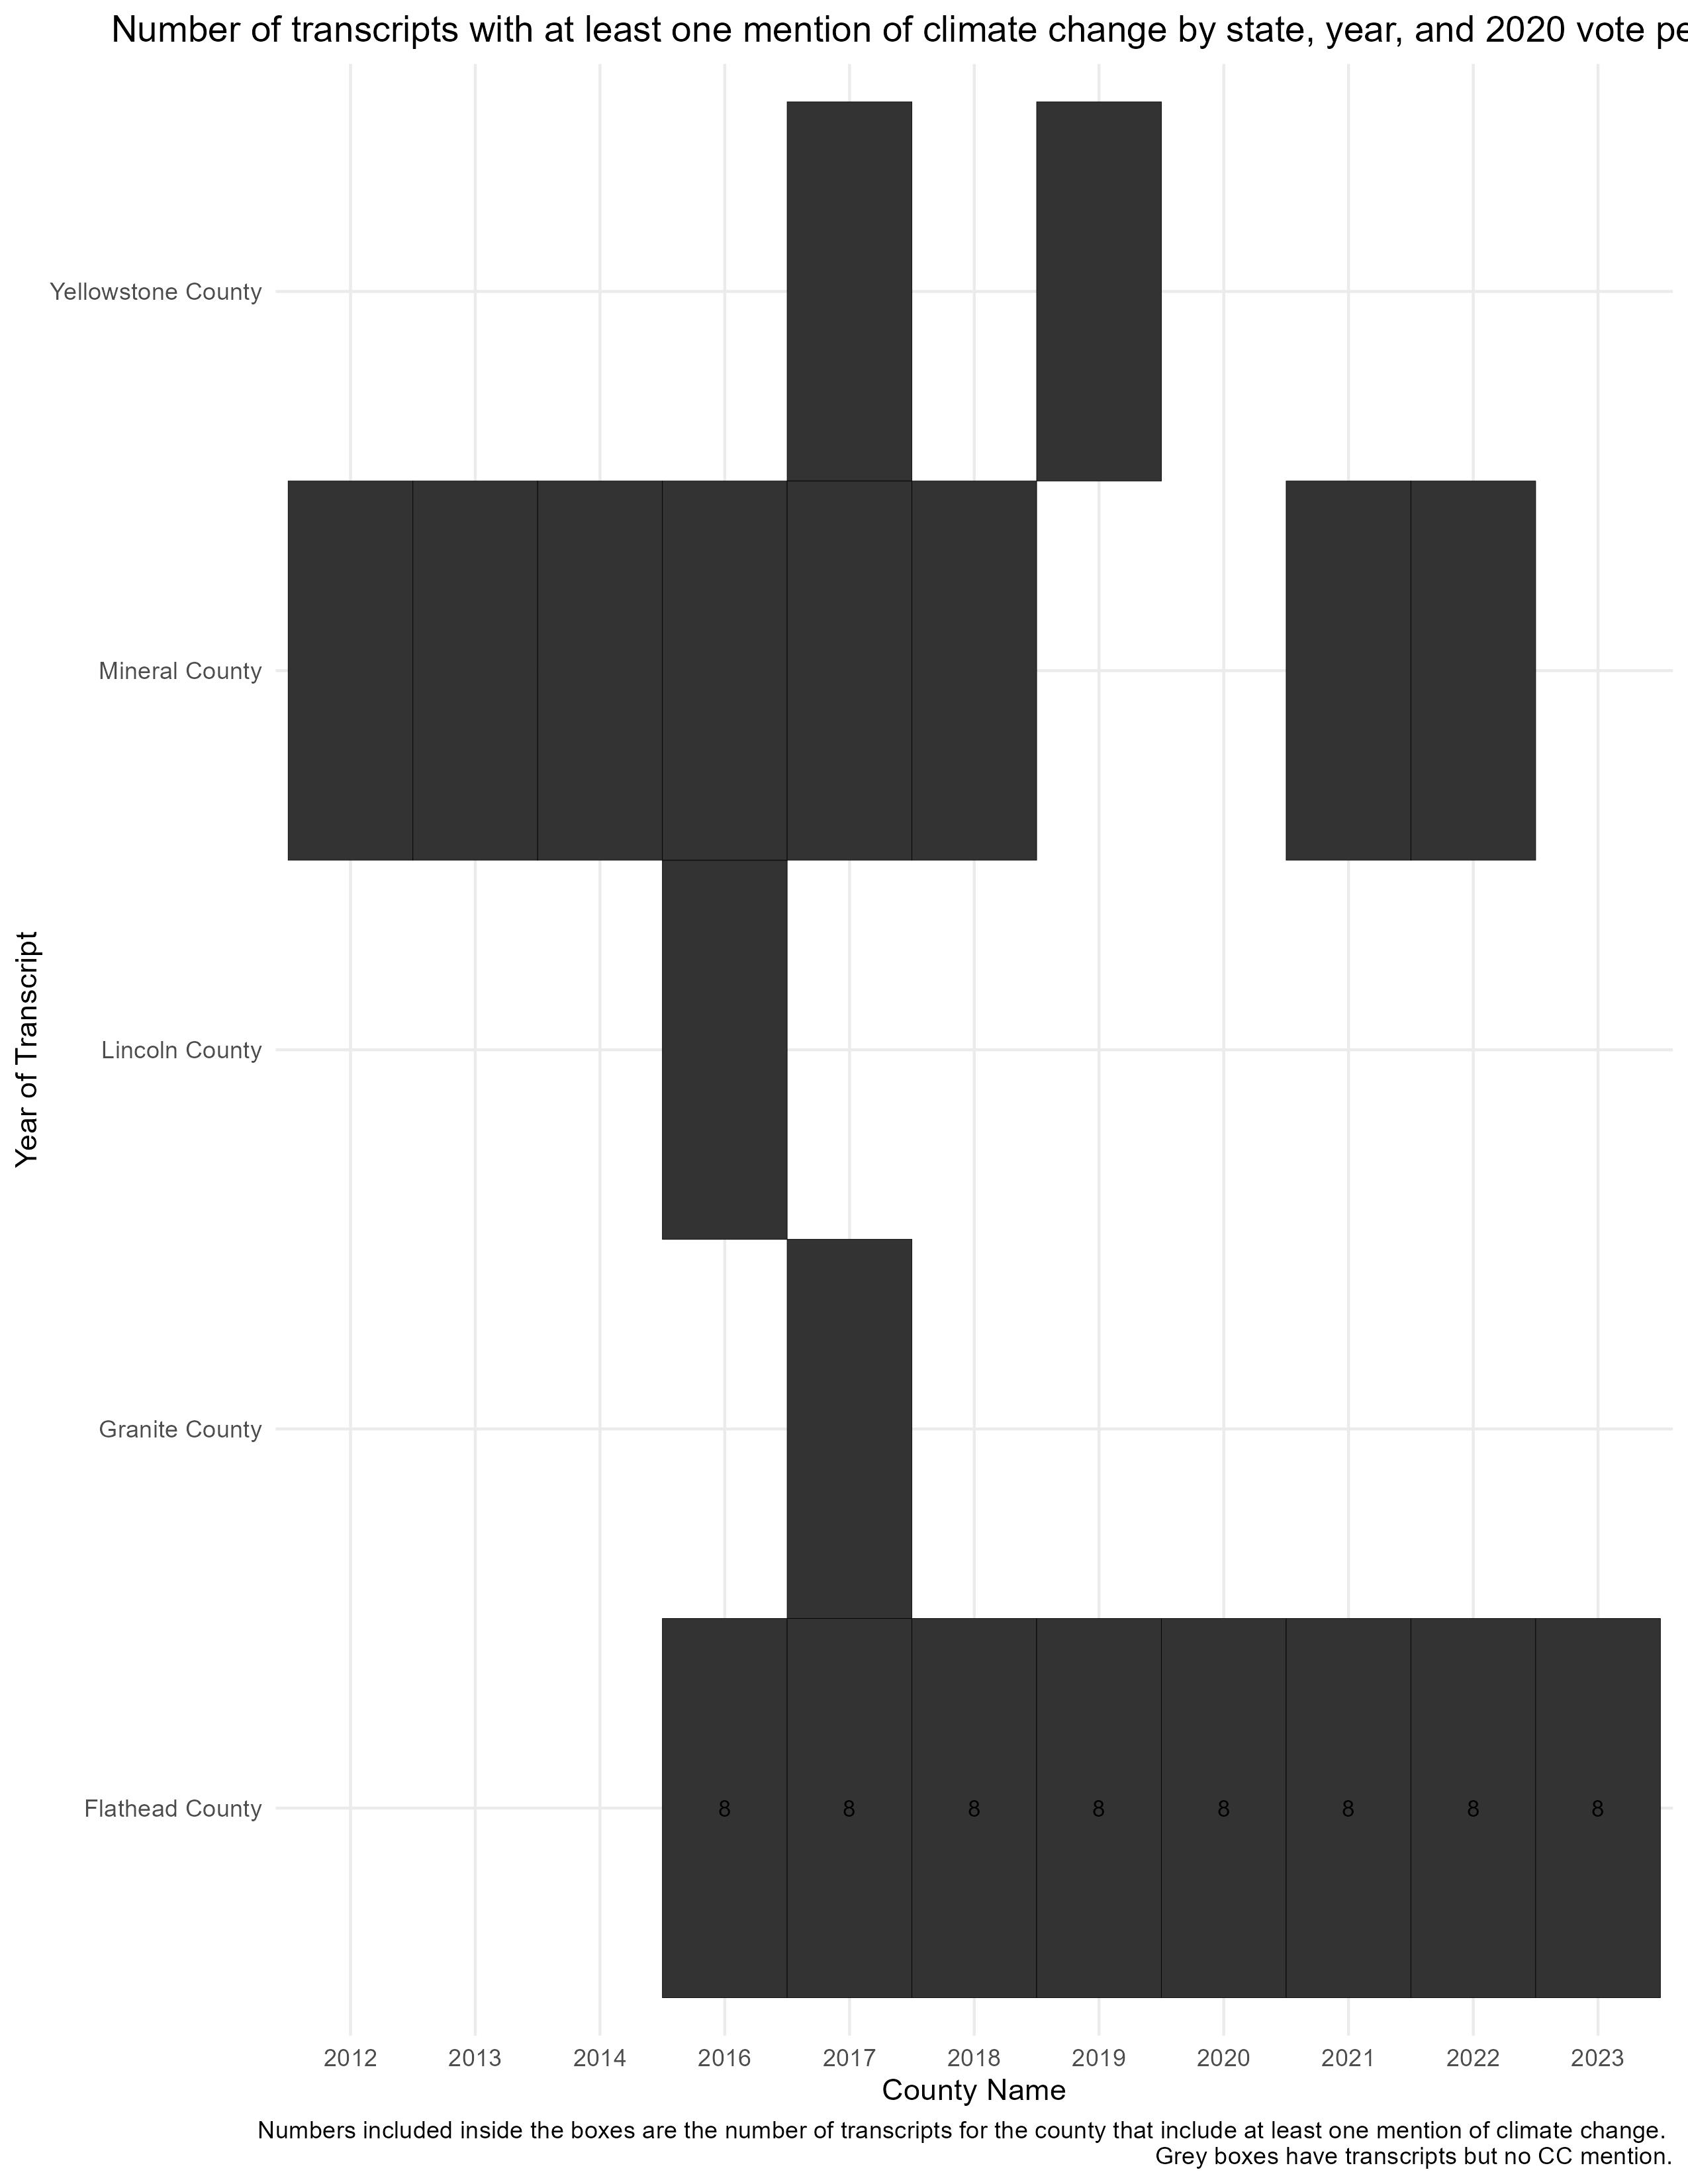 Number of transcripts with at least one mention of climate change by state, year, and 2020 vote pe
Yellowstone County
Mineral County
Lincoln County
Granite County
Flathead County
Year of Transcript
8 8 8 8 8 8 8 8
2012 2013 2014 2016 2017 2018 2019 2020 2021 2022 2023
County Name
Numbers included inside the boxes are the number of transcripts for the county that include at least one mention of climate change.
Grey boxes have transcripts but no CC mention.